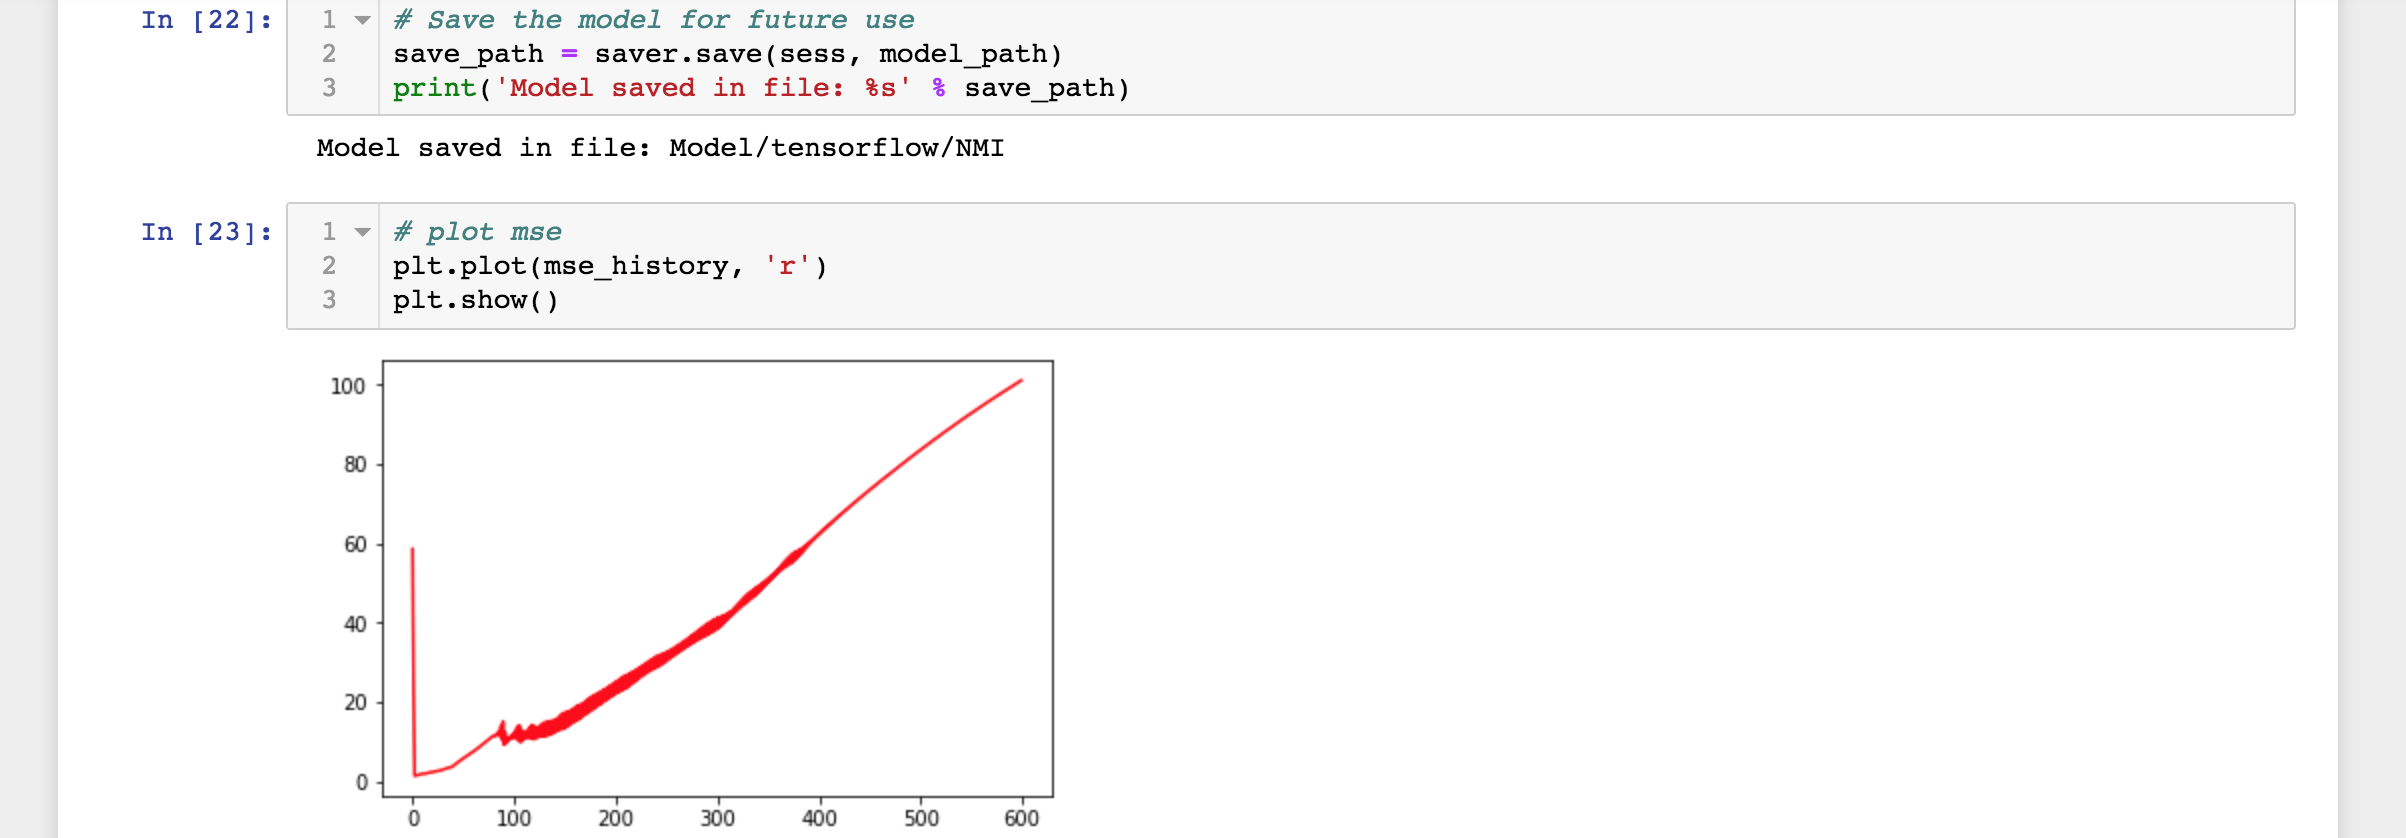 In [22]:
1 # Save the model for future use
2 save_path = saver.save(sess, model_path)
3 print('Model saved in file: %s' % save_path)
Model saved in file: Model/tensorflow/NMI
In [23]:
1 # plot mse
2 plt.plot(mse_history, 'r')
3 plt.show()
100
80
60
40
20
0
0 100 200 300 400 500 600